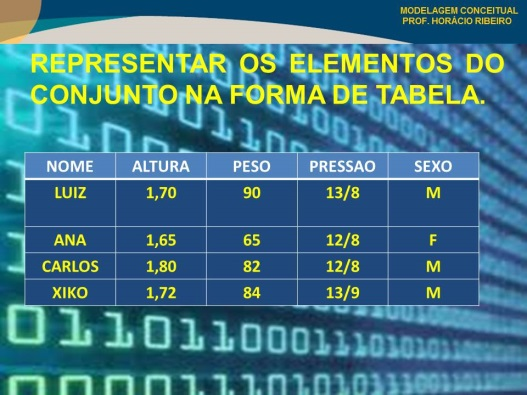 MODELAGEM CONCEITUAL
PROF. HORÁCIO RIBEIRO
REPRESENTAR OS ELEMENTOS DO
CONJUNTO NA FORMA DE TABELA.
NOME ALTURA PESO PRESSAO SEXO
LUIZ 1,70 90 13/8 M
ANA 1,65 65 12/8 F
CARLOS 1,80 82 12/8 M
XIKO 1,72 84 13/9 M